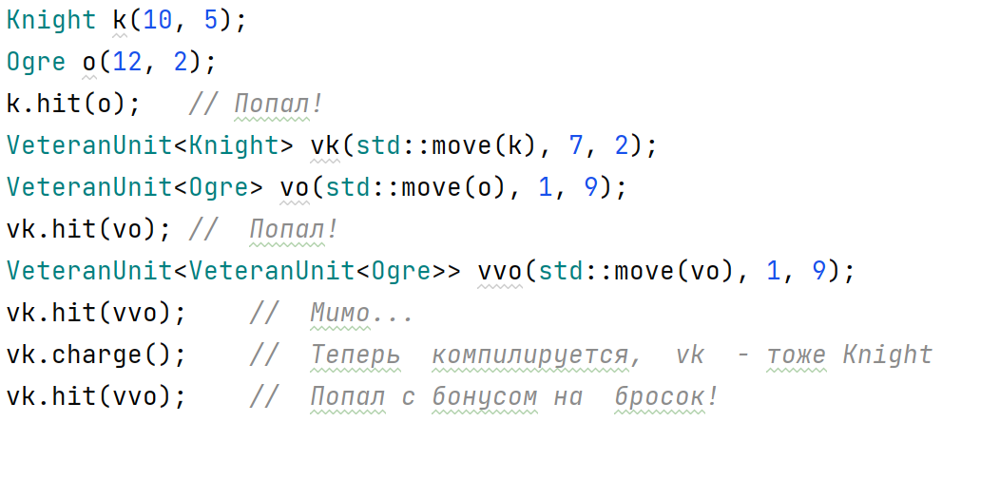 Knight k(10, 5);
Ogre o(12, 2);
k.hit(o);   // Попал!
VeteranUnit<Knight> vk(std::move(k), 7, 2);
VeteranUnit<Ogre> vo(std::move(o), 1, 9);
vk.hit(vo); //  Попал!
VeteranUnit<VeteranUnit<Ogre>> vvo(std::move(vo), 1, 9);
vk.hit(vvo);    //  Мимо...
vk.charge();    //  Теперь  компилируется,  vk  - тоже Knight
vk.hit(vvo);    //  Попал с бонусом на  бросок!